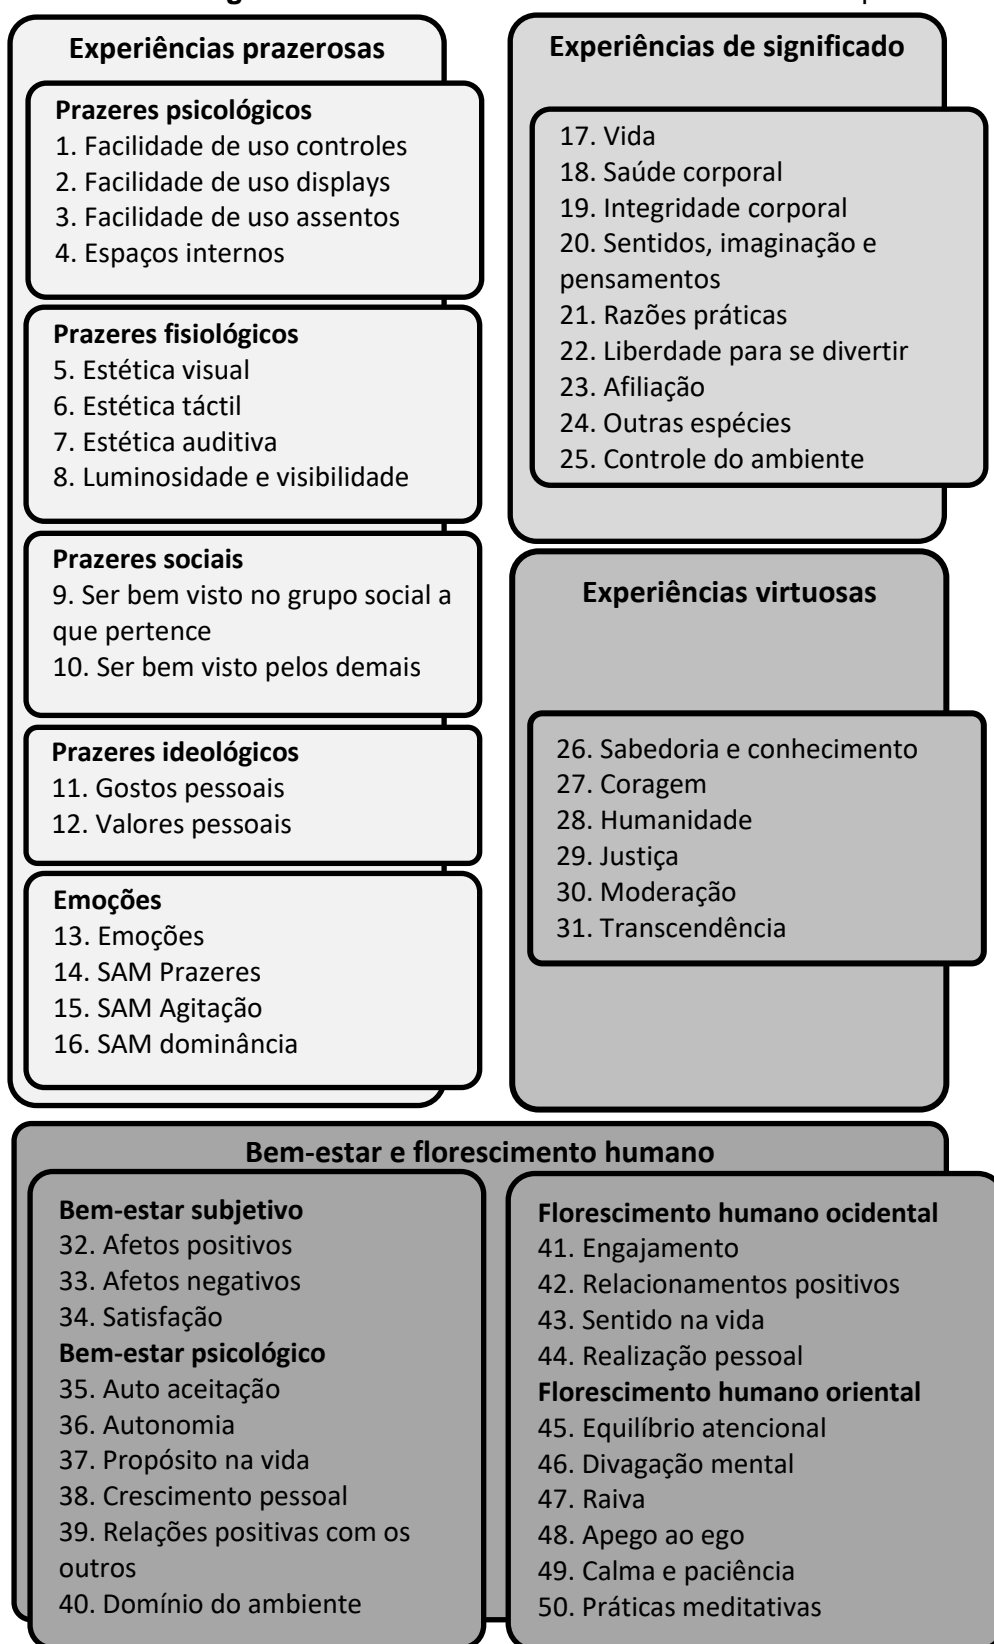 Experiências prazerosas
Prazeres psicológicos
1. Facilidade de uso controles
2. Facilidade de uso displays
3. Facilidade de uso assentos
4. Espaços internos
Prazeres fisiológicos
5. Estética visual
6. Estética táctil
7. Estética auditiva
8. Luminosidade e visibilidade
Prazeres sociais
9. Ser bem visto no grupo social a
que pertence
10. Ser bem visto pelos demais
Prazeres ideológicos
11. Gostos pessoais
12. Valores pessoais
Emoções
13. Emoções
14. SAM Prazeres
15. SAM Agitação
16. SAM dominância
Experiências de significado
17. Vida
18. Saúde corporal
19. Integridade corporal
20. Sentidos, imaginação e
pensamentos
21. Razões práticas
22. Liberdade para se divertir
23. Afiliação
24. Outras espécies
25. Controle do ambiente
Experiências virtuosas
26. Sabedoria e conhecimento
27. Coragem
28. Humanidade
29. Justiça
30. Moderação
31. Transcendência
Bem-estar e florescimento humano
Bem-estar subjetivo
32. Afetos positivos
33. Afetos negativos
34. Satisfação
Bem-estar psicológico
35. Auto aceitação
36. Autonomia
37. Propósito na vida
38. Crescimento pessoal
39. Relações positivas com os
outros
40. Domínio do ambiente
Florescimento humano ocidental
41. Engajamento
42. Relacionamentos positivos
43. Sentido na vida
44. Realização pessoal
Florescimento humano oriental
45. Equilíbrio atencional
46. Divagação mental
47. Raiva
48. Apego ao ego
49. Calma e paciência
50. Práticas meditativas